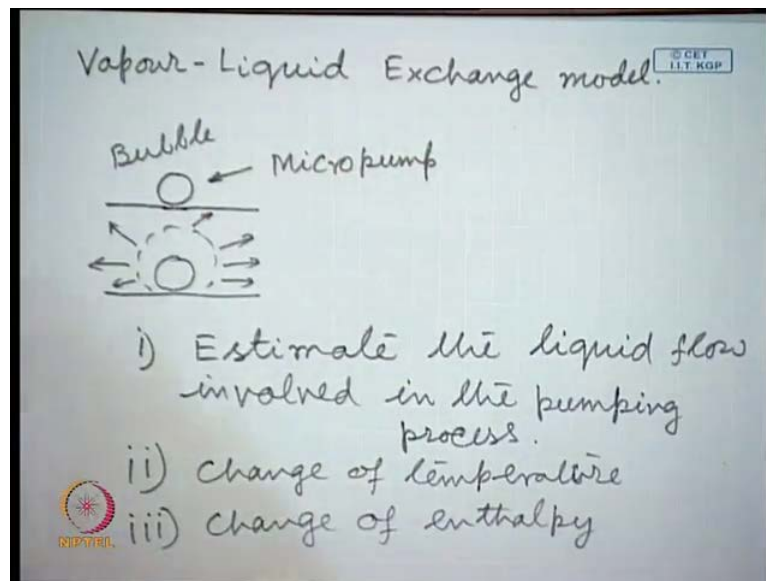 Vapour-Liquid Exchange model.
© CET
I.I.T. KGP
Bubble
Micropump
i) Estimate the liquid flow
involved in the pumping
process.
ii) change of temperature
iii) change of enthalpy
NPTEL